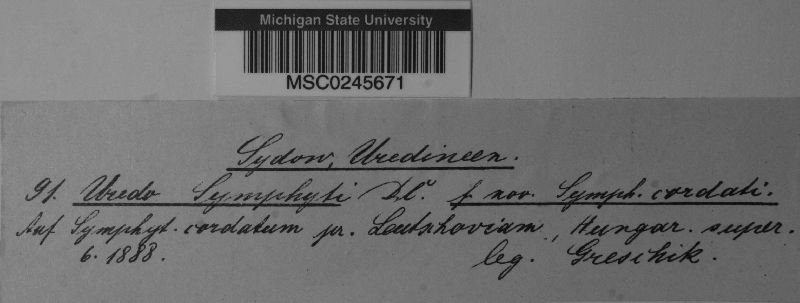 Michigan State University
MSC0245671
Sydow, Uredineen.
91. Uredo Symphyti DC. f. nov. Symph. cordati.
Auf Symphyt. cordatum pr. Leutschoviam, Hungar. super.
6. 1888. leg. Greschik.